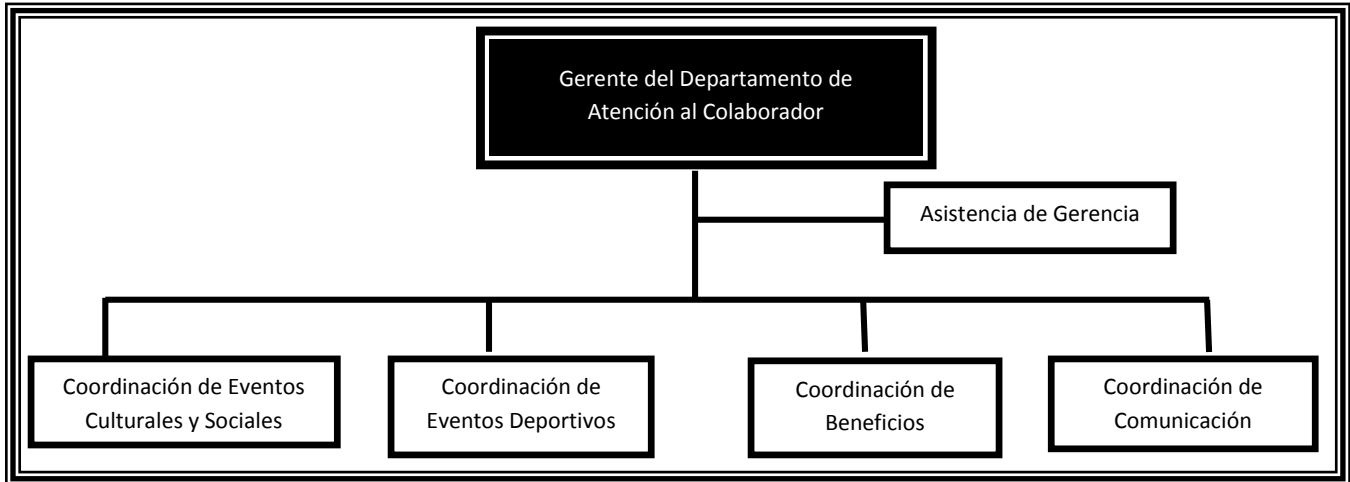 Gerente del Departamento de
Atención al Colaborador
Asistencia de Gerencia
Coordinación de Eventos
Culturales y Sociales
Coordinación de
Eventos Deportivos
Coordinación de
Beneficios
Coordinación de
Comunicación